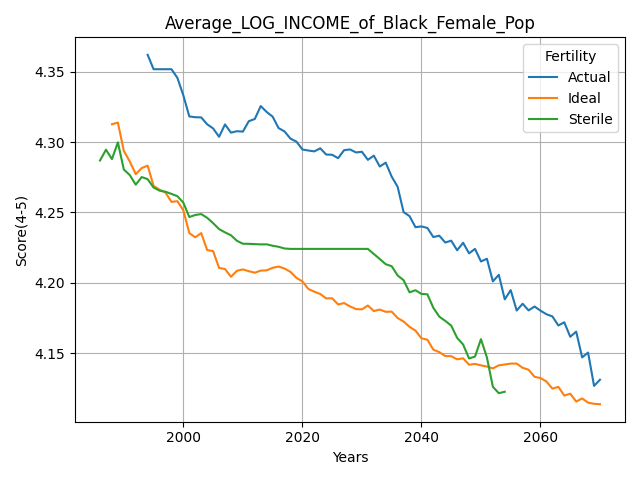 Average_LOG_INCOME_of_Black_Female_Pop
Fertility
Actual
Ideal
Sterile
Score(4-5)
4.35
4.30
4.25
4.20
4.15
2000
2020
2040
2060
Years